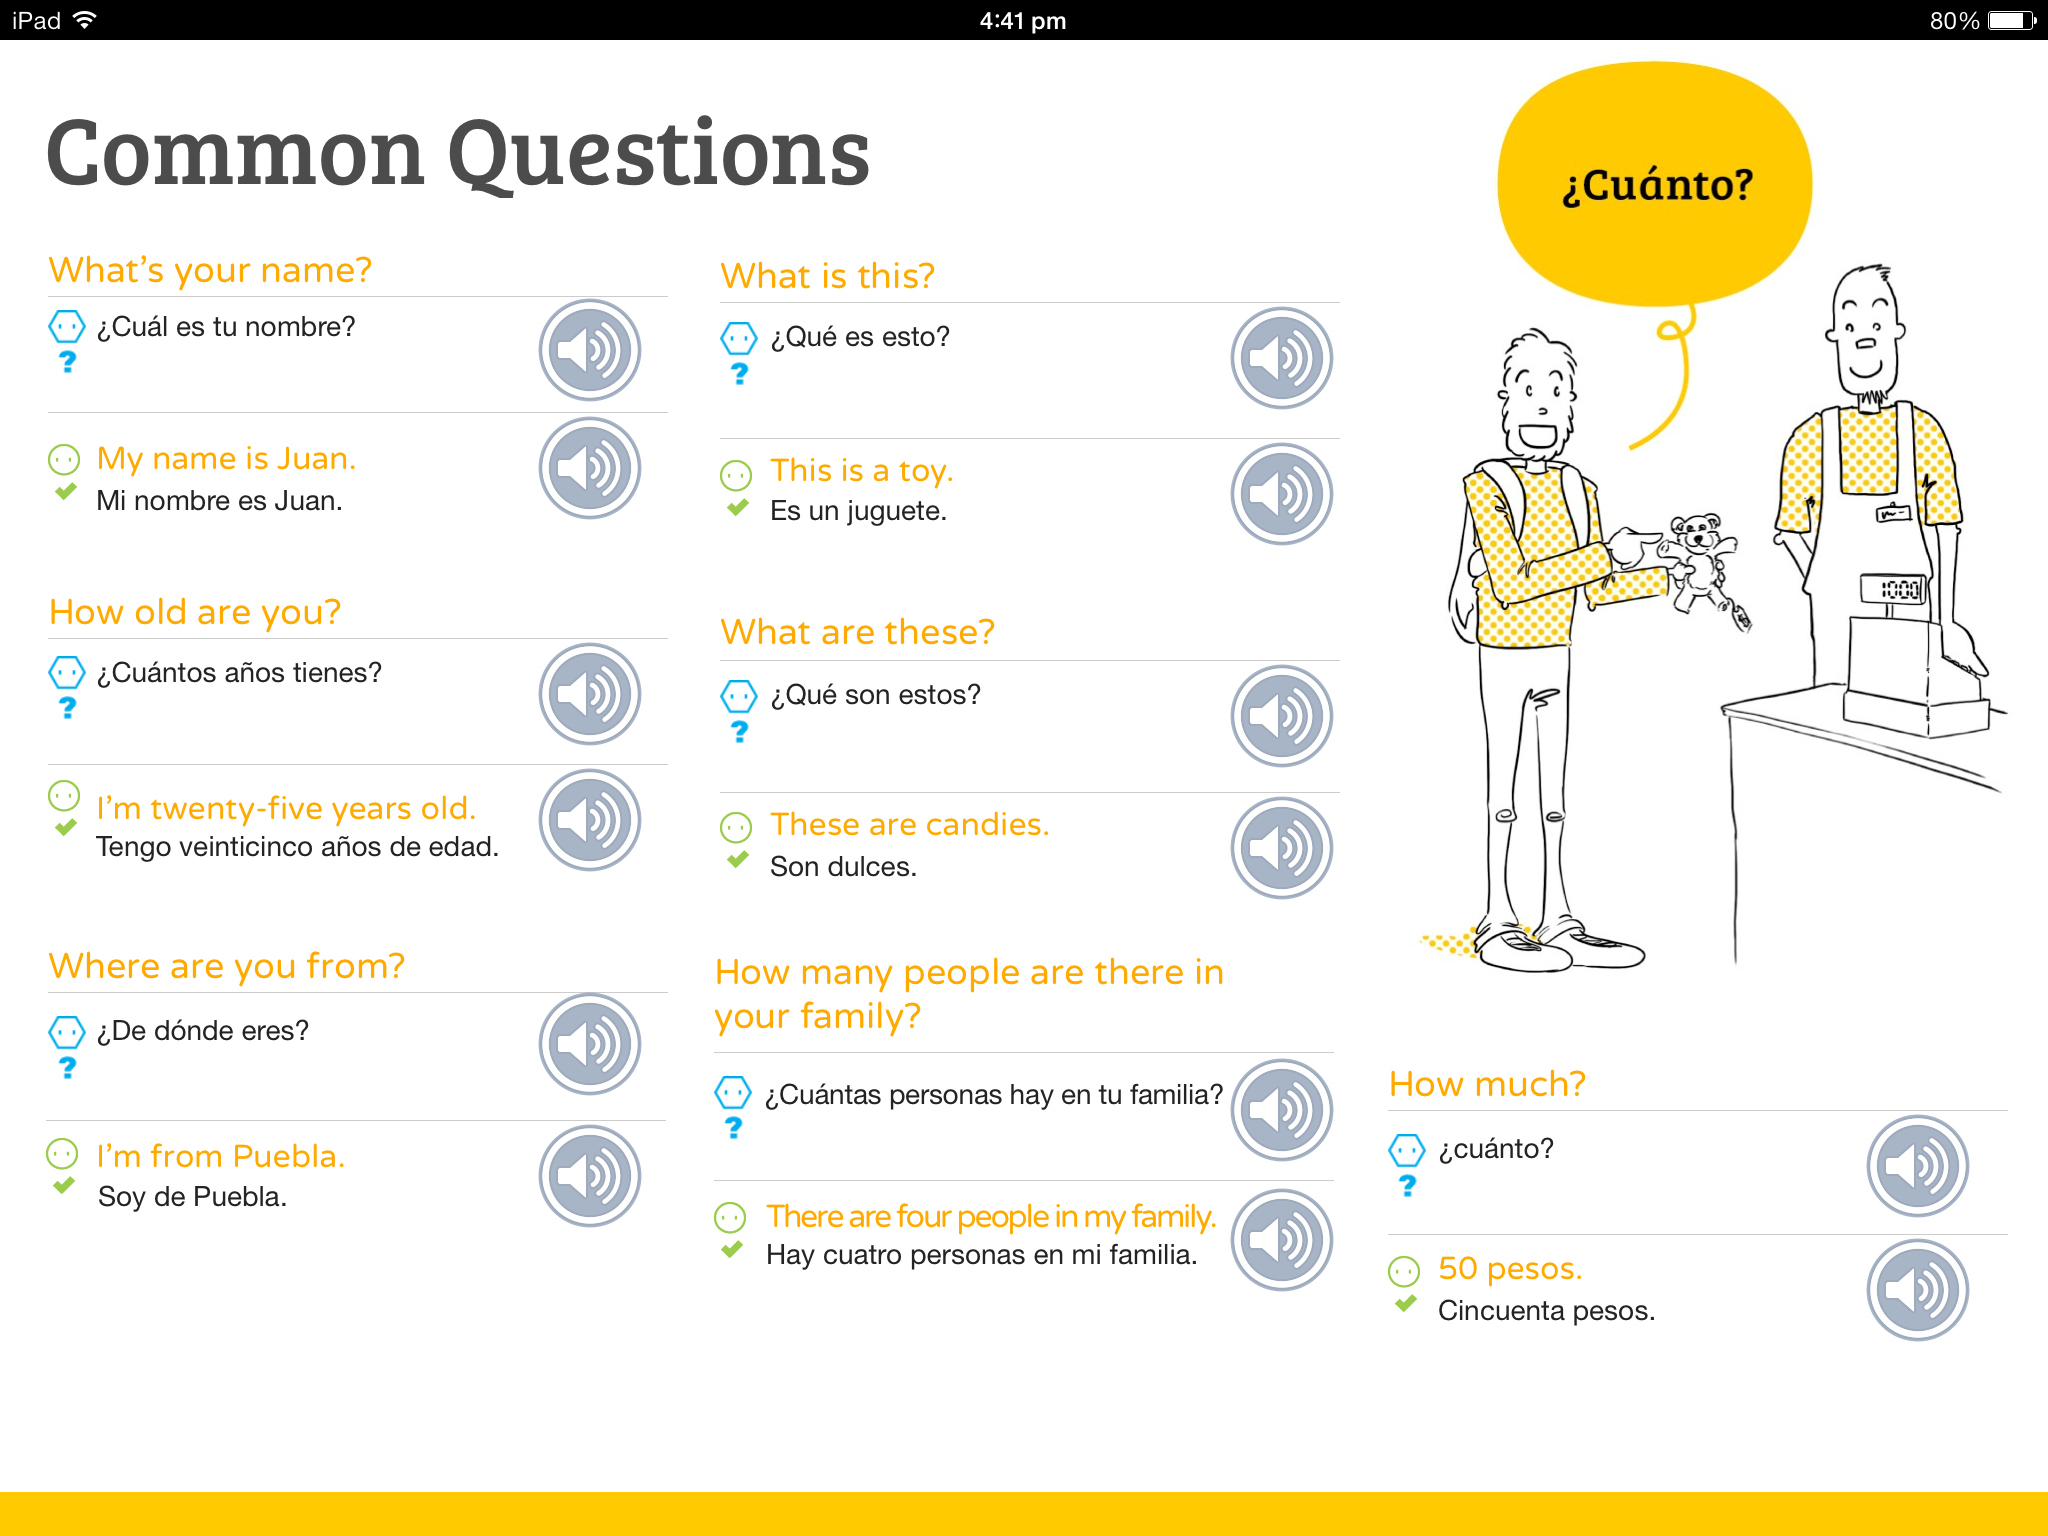 iPad
4:41 pm
80%
Common Questions
What's your name?
¿Cuál es tu nombre?
?
My name is Juan.
Mi nombre es Juan.
How old are you?
¿Cuántos años tienes?
?
I'm twenty-five years old.
Tengo veinticinco años de edad.
Where are you from?
¿De dónde eres?
?
I'm from Puebla.
Soy de Puebla.
What is this?
¿Qué es esto?
?
This is a toy.
Es un juguete.
What are these?
¿Qué son estos?
?
These are candies.
Son dulces.
How many people are there in
your family?
¿Cuántas personas hay en tu familia?
?
There are four people in my family.
Hay cuatro personas en mi familia.
¿Cuánto?
1000
How much?
¿cuánto?
?
50 pesos.
Cincuenta pesos.